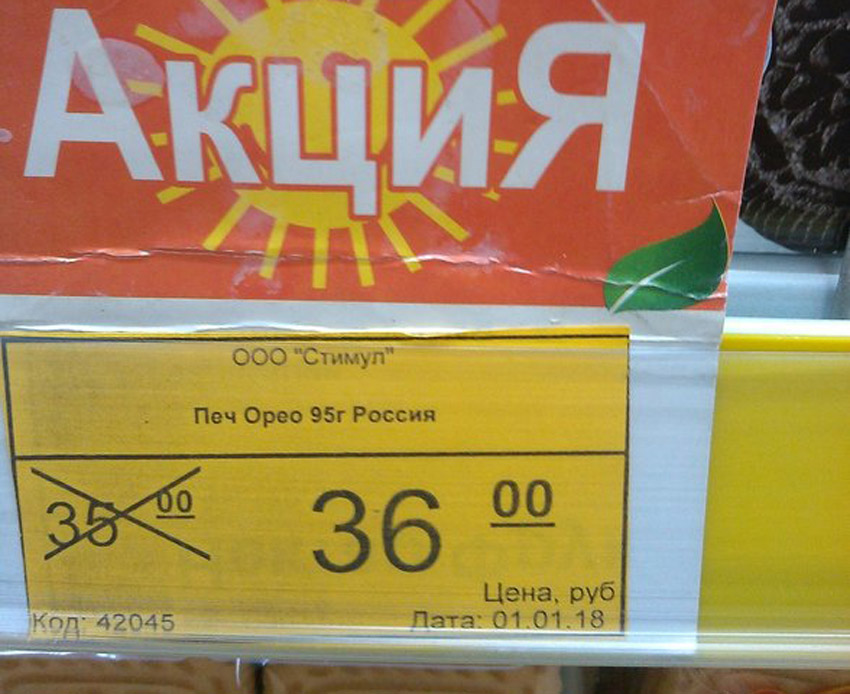 АкциЯ
ООО "Стимул"
Печ Орео 95г Россия
35 00 36 00
Цена, руб
Код: 42045 Дата: 01.01.18